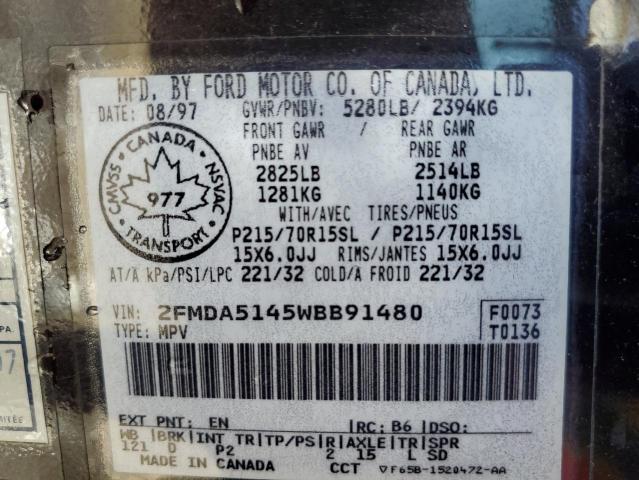 MFD. BY FORD MOTOR CO. OF CANADA, LTD.
DATE: 08/97 GVWR/PNBV: 5280LB/ 2394KG
FRONT GAWR / REAR GAWR
PNBE AV PNBE AR
2825LB 2514LB
1281KG 1140KG
WITH/AVEC TIRES/PNEUS
P215/70R15SL / P215/70R15SL
15X6.0JJ RIMS/JANTES 15X6.0JJ
AT/A kPa/PSI/LPC 221/32 COLD/A FROID 221/32
CMVSS CANADA NSVAC
977
TRANSPORT
VIN: 2FMDA5145WBB91480 F0073
TYPE: MPV T0136
EXT PNT: EN RC: B6 DSO:
WB BRK INT TR TP/PS R AXLE TR SPR
121 D P2 2 15 L SD
MADE IN CANADA CCT F65B-1520472-AA
PA
97